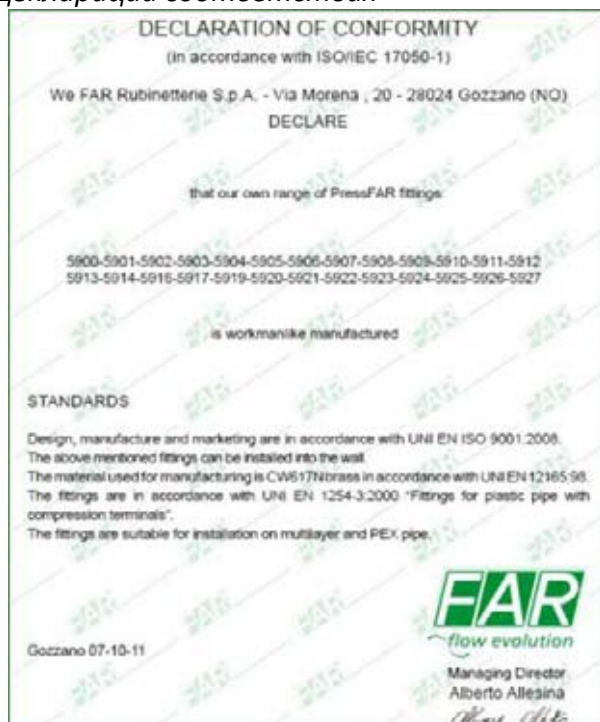 декларация соответствия
DECLARATION OF CONFORMITY
(in accordance with ISO/IEC 17050-1)
We FAR Rubinetterie S.p.A. - Via Morena , 20 - 28024 Gozzano (NO)
DECLARE
that our own range of PressFAR fittings:
5900-5901-5902-5903-5904-5905-5906-5907-5908-5909-5910-5911-5912
5913-5914-5916-5917-5919-5920-5921-5922-5923-5924-5925-5926-5927
is workmanlike manufactured
STANDARDS
Design, manufacture and marketing are in accordance with UNI EN ISO 9001:2008.
The above mentioned fittings can be installed into the wall.
The material used for manufacturing is CW617N brass in accordance with UNI EN 12165:98.
The fittings are in accordance with UNI EN 1254-3:2000 "Fittings for plastic pipe with
compression terminals".
The fittings are suitable for installation on multilayer and PEX pipe.
FAR
flow evolution
Gozzano 07-10-11
Managing Director
Alberto Allesina